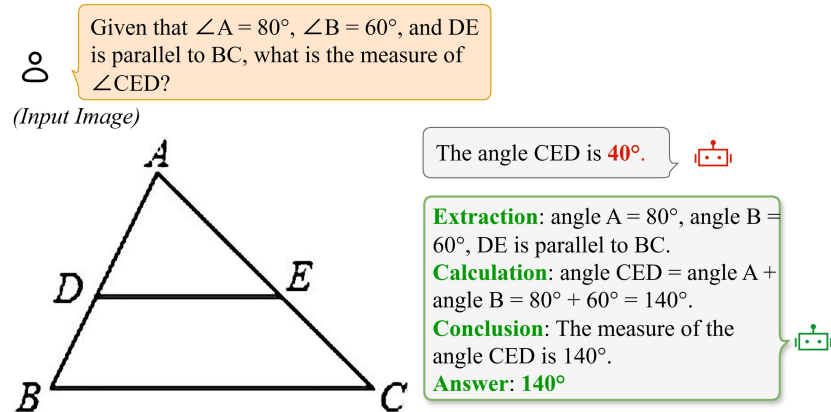 Given that ∠A = 80°, ∠B = 60°, and DE
is parallel to BC, what is the measure of
∠CED?
(Input Image)
A
D
E
B
C
The angle CED is 40°.
Extraction: angle A = 80°, angle B =
60°, DE is parallel to BC.
Calculation: angle CED = angle A +
angle B = 80° + 60° = 140°.
Conclusion: The measure of the
angle CED is 140°.
Answer: 140°